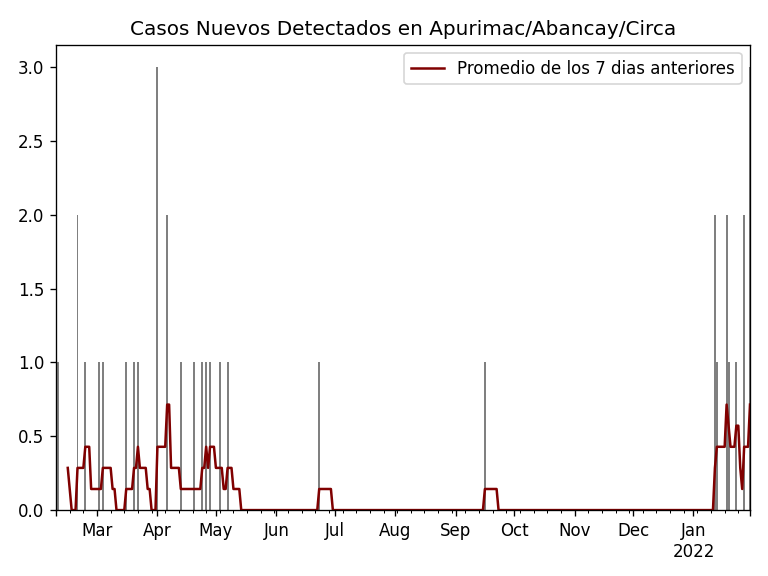 Casos Nuevos Detectados en Apurimac/Abancay/Circa
Promedio de los 7 dias anteriores
3.0
2.5
2.0
1.5
1.0
0.5
0.0
Mar Apr May Jun Jul Aug Sep Oct Nov Dec Jan
2022